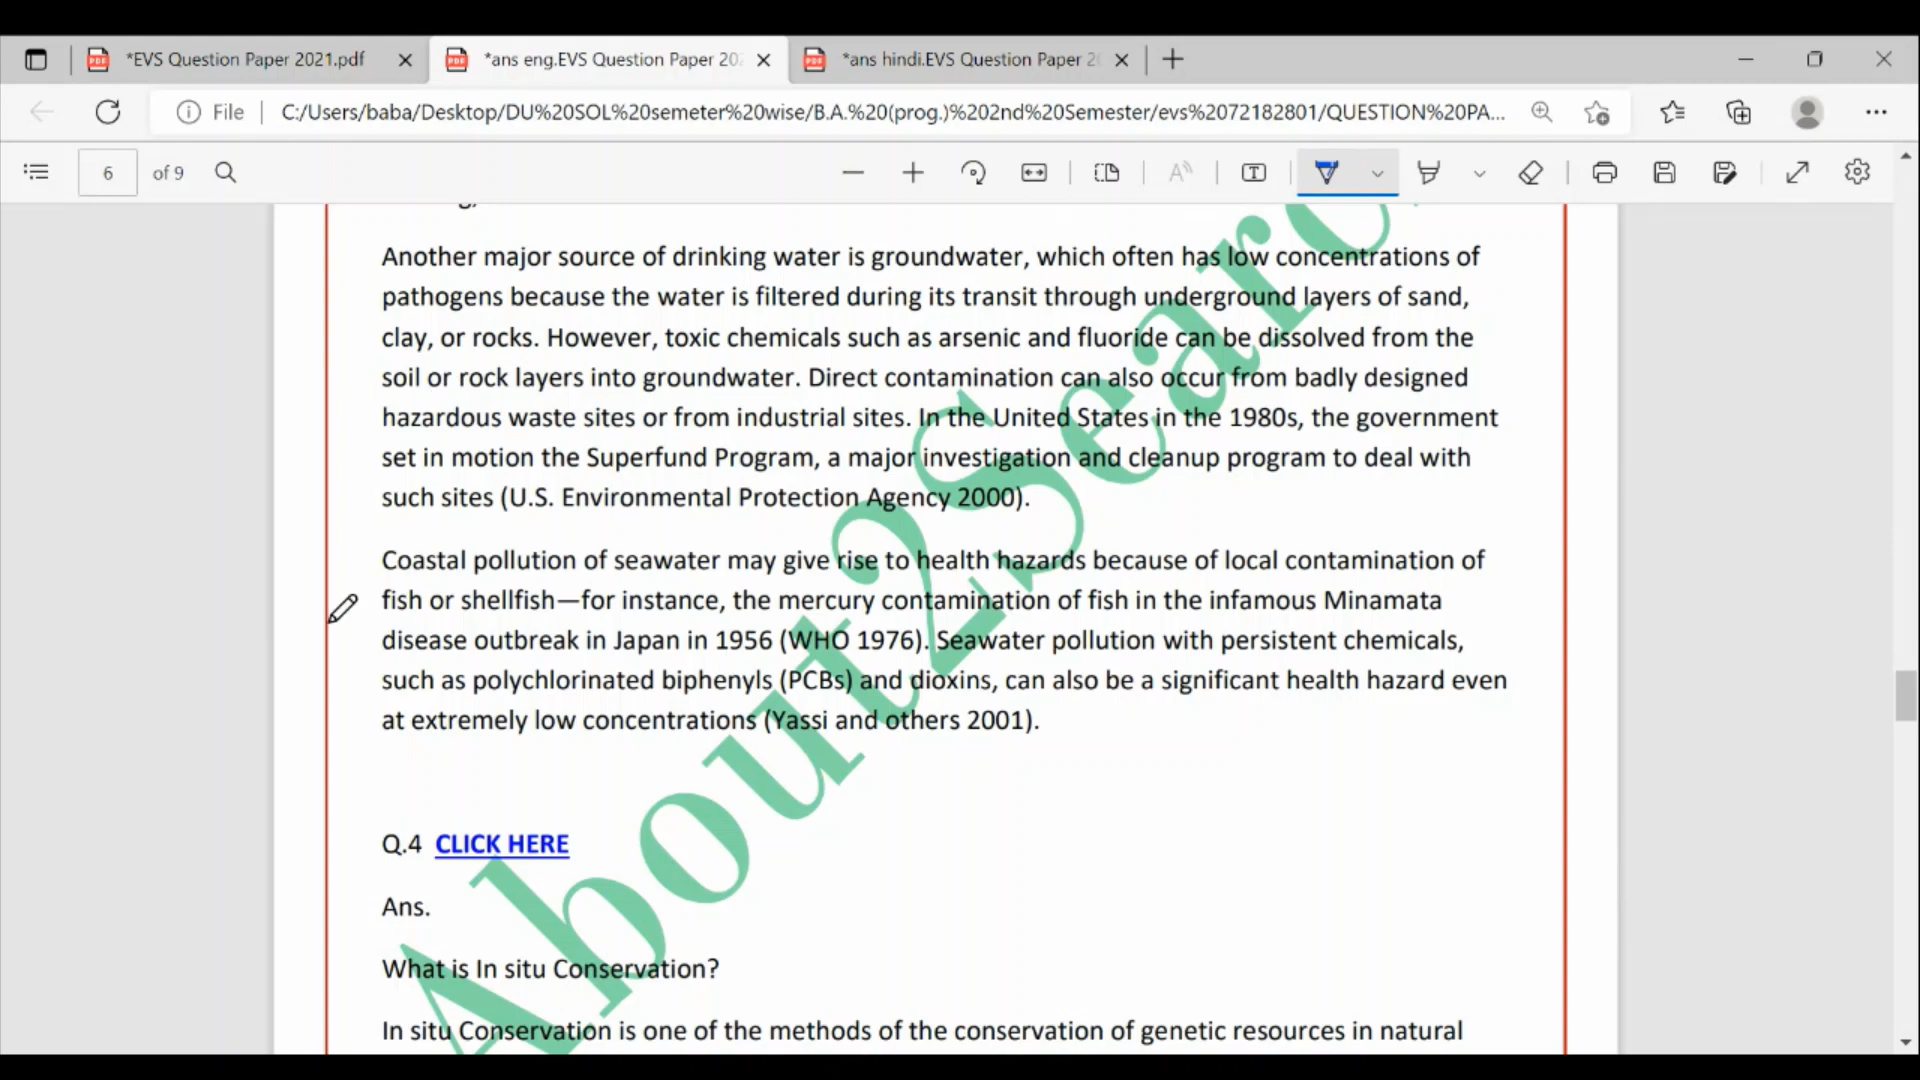 *EVS Question Paper 2021.pdf
*ans eng.EVS Question Paper 20
*ans hindi.EVS Question Paper 2
File
C:/Users/baba/Desktop/DU%20SOL%20semeter%20wise/B.A.%20(prog.)%202nd%20Semester/evs%2072182801/QUESTION%20PA...
6 of 9
Another major source of drinking water is groundwater, which often has low concentrations of
pathogens because the water is filtered during its transit through underground layers of sand,
clay, or rocks. However, toxic chemicals such as arsenic and fluoride can be dissolved from the
soil or rock layers into groundwater. Direct contamination can also occur from badly designed
hazardous waste sites or from industrial sites. In the United States in the 1980s, the government
set in motion the Superfund Program, a major investigation and cleanup program to deal with
such sites (U.S. Environmental Protection Agency 2000).
Coastal pollution of seawater may give rise to health hazards because of local contamination of
fish or shellfish—for instance, the mercury contamination of fish in the infamous Minamata
disease outbreak in Japan in 1956 (WHO 1976). Seawater pollution with persistent chemicals,
such as polychlorinated biphenyls (PCBs) and dioxins, can also be a significant health hazard even
at extremely low concentrations (Yassi and others 2001).
Q.4 CLICK HERE
Ans.
What is In situ Conservation?
In situ Conservation is one of the methods of the conservation of genetic resources in natural
About2Searc